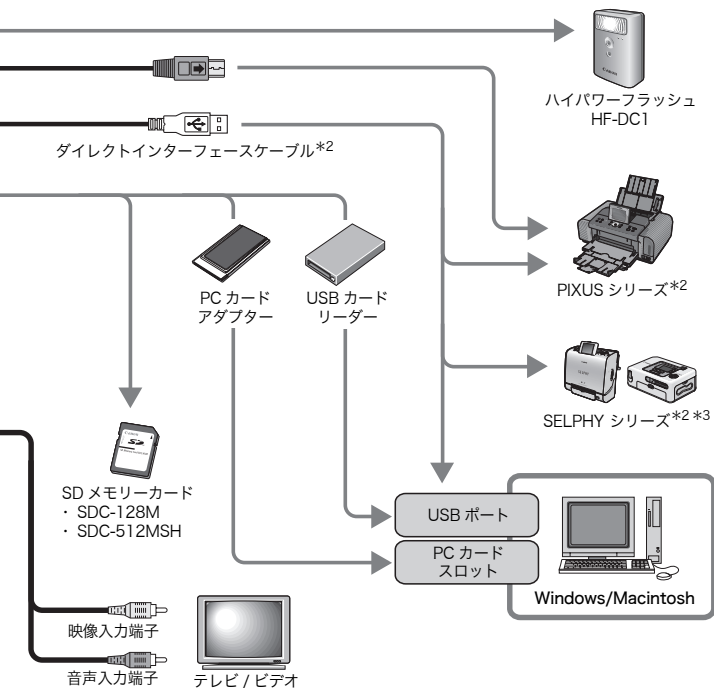 ハイパワーフラッシュ
HF-DC1
ダイレクトインターフェースケーブル*2
PC カード
アダプター
USB カード
リーダー
PIXUS シリーズ*2
SELPHY シリーズ*2 *3
SD メモリーカード
・ SDC-128M
・ SDC-512MSH
USB ポート
PC カード
スロット
Windows/Macintosh
映像入力端子
音声入力端子
テレビ / ビデオ